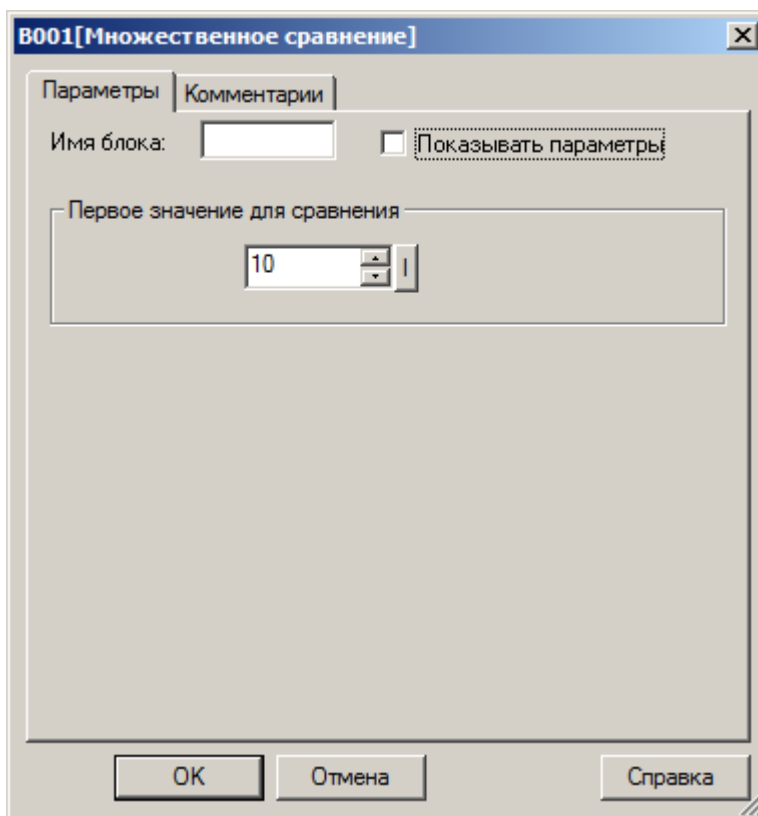 B001[Множественное сравнение]
Параметры Комментарии
Имя блока: Показывать параметры
Первое значение для сравнения
10 I
OK Отмена Справка